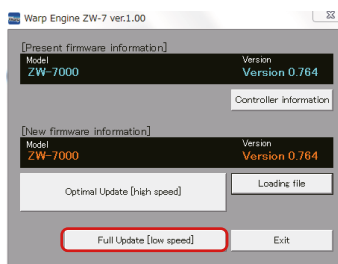 Warp Engine ZW-7 ver.1.00
[Present firmware information]
Model Version
ZW-7000 Version 0.764
Controller information
[New firmware information]
Model Version
ZW-7000 Version 0.764
Optimal Update [high speed]
Loading file
Full Update [low speed]
Exit